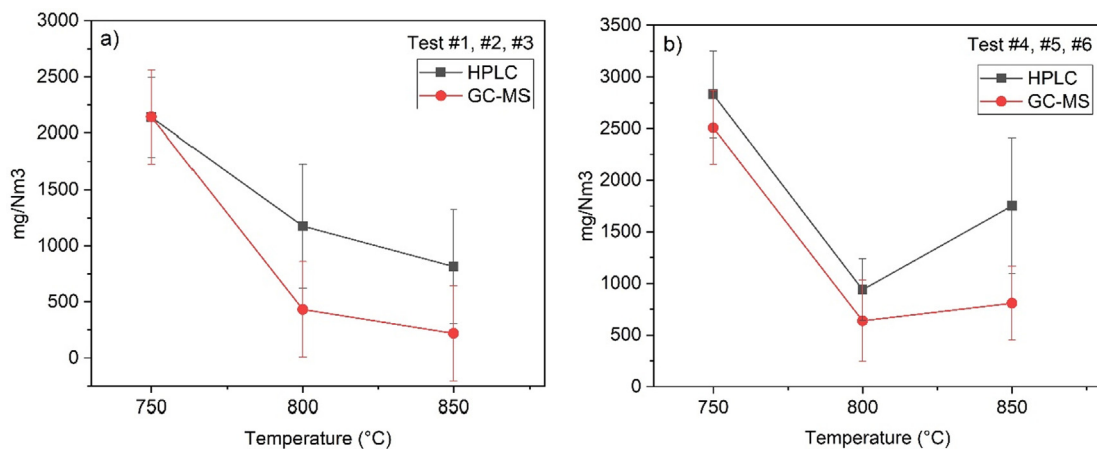 a)
Test #1, #2, #3
HPLC
GC-MS
3000
2500
2000
1500
1000
500
0
mg/Nm3
750
800
850
Temperature (°C)
b)
Test #4, #5, #6
HPLC
GC-MS
3500
3000
2500
2000
1500
1000
500
0
mg/Nm3
750
800
850
Temperature (°C)